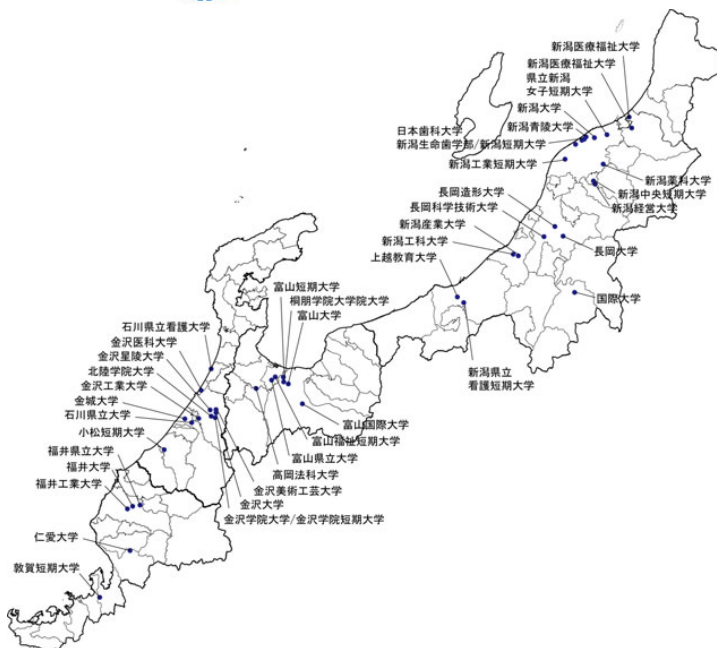 新潟医療福祉大学
新潟医療福祉大学
県立新潟
女子短期大学
新潟大学
新潟青陵大学
日本歯科大学
新潟生命歯学部/新潟短期大学
新潟工業短期大学
新潟薬科大学
新潟中央短期大学
新潟経営大学
長岡造形大学
長岡科学技術大学
新潟産業大学
新潟工科大学
上越教育大学
長岡大学
国際大学
新潟県立
看護短期大学
富山短期大学
桐朋学院大学院大学
富山大学
石川県立看護大学
金沢医科大学
金沢星陵大学
北陸学院大学
金沢工業大学
金城大学
石川県立大学
小松短期大学
福井県立大学
福井大学
福井工業大学
仁愛大学
敦賀短期大学
富山国際大学
富山福祉短期大学
富山県立大学
高岡法科大学
金沢美術工芸大学
金沢大学
金沢学院大学/金沢学院短期大学